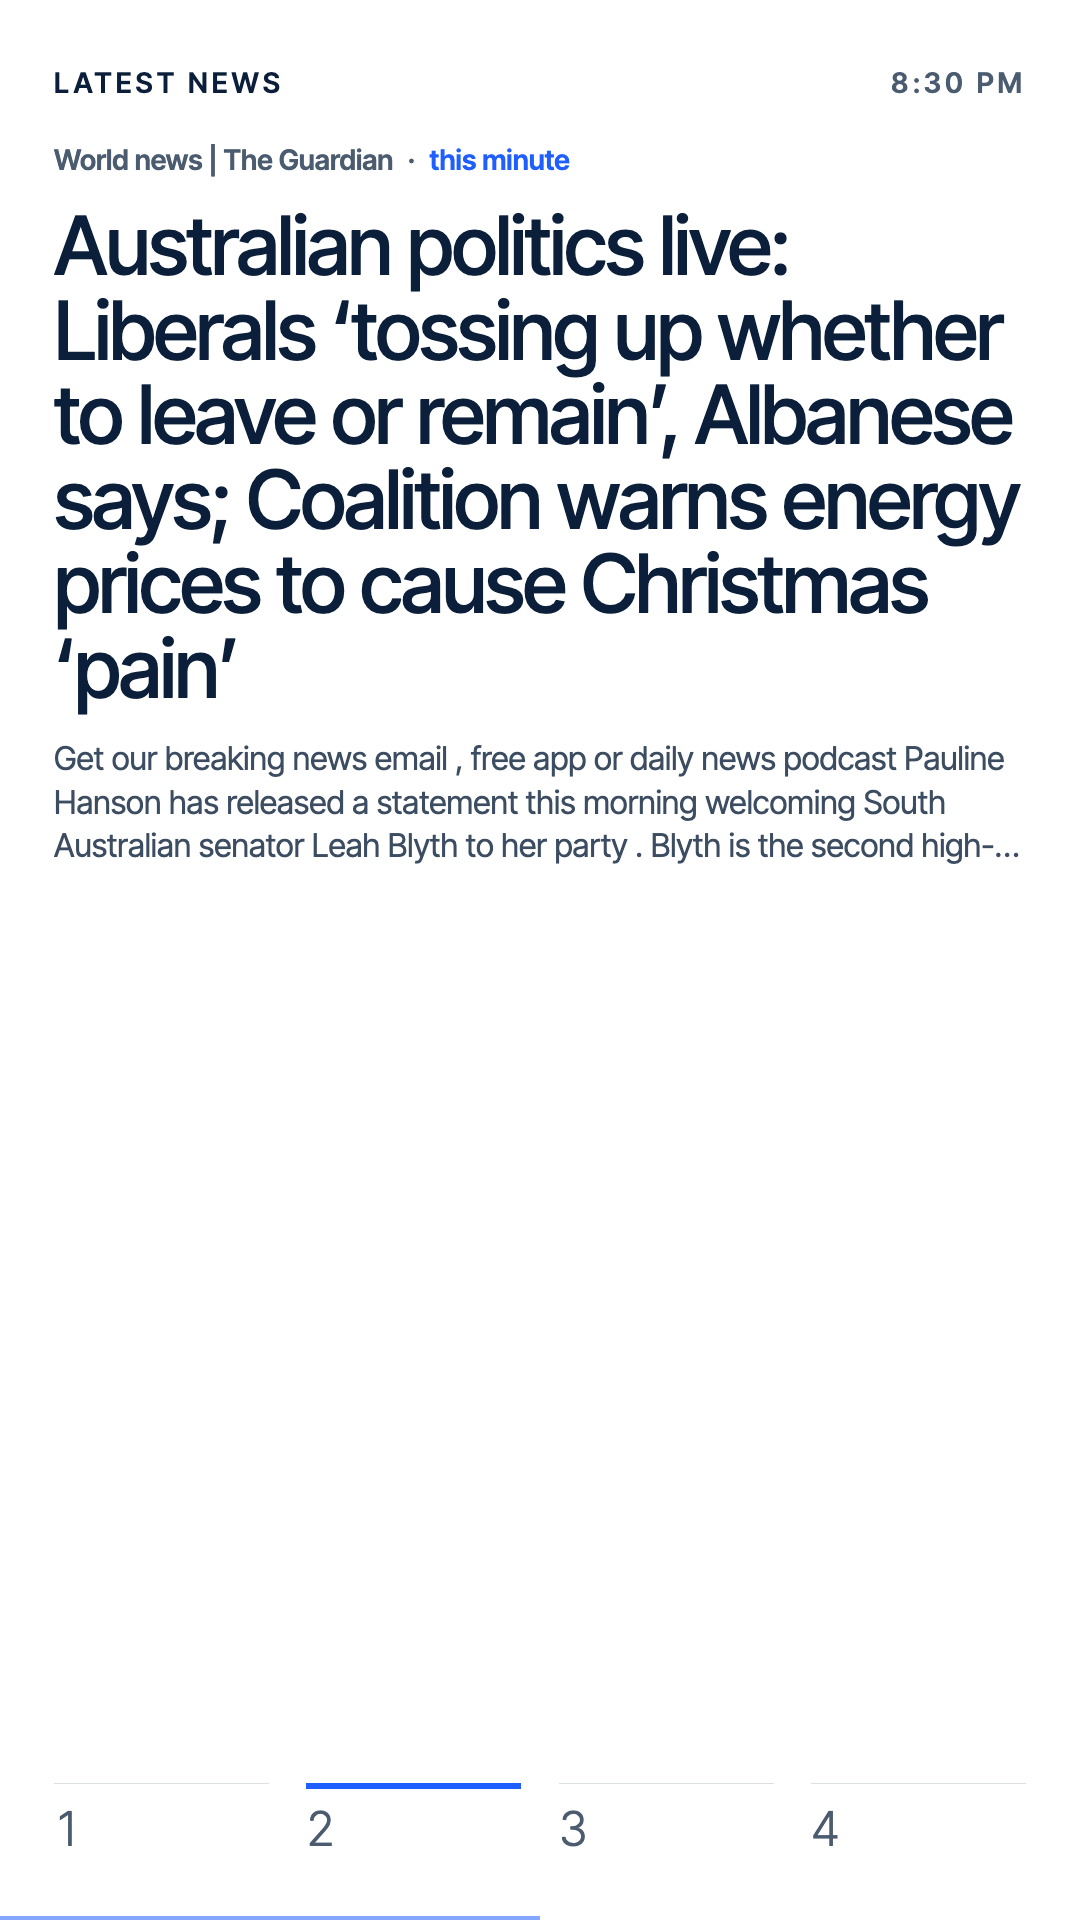 LATEST NEWS
8:30 PM
World news | The Guardian · this minute
Australian politics live:
Liberals ‘tossing up whether
to leave or remain’, Albanese
says; Coalition warns energy
prices to cause Christmas
‘pain’
Get our breaking news email , free app or daily news podcast Pauline
Hanson has released a statement this morning welcoming South
Australian senator Leah Blyth to her party . Blyth is the second high-…
1
2
3
4